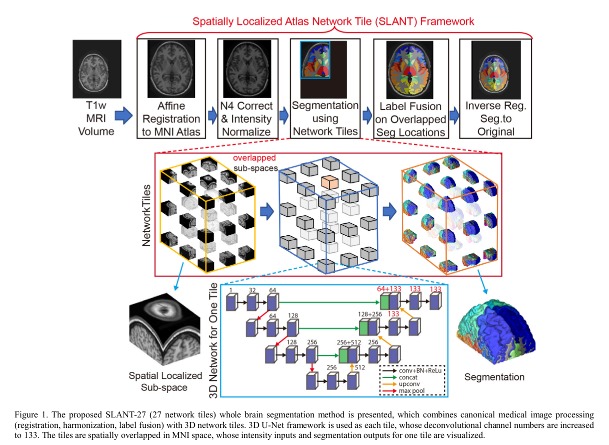 Spatially Localized Atlas Network Tile (SLANT) Framework
T1w
MRI
Volume
Affine
Registration
to MNI Atlas
N4 Correct
& Intensity
Normalize
Segmentation
using
Network Tiles
Label Fusion
on Overlapped
Seg Locations
Inverse Reg.
Seg.to
Original
NetworkTiles
overlapped
sub-spaces
Spatial Localized
Sub-space
3D Network for One Tile
1 32 64
64+133 133 133
64 128
128+256 133
128 256
256+512 256
256 512
conv+BN+ReLu
concat
upconv
max pool
Segmentation
Figure 1. The proposed SLANT-27 (27 network tiles) whole brain segmentation method is presented, which combines canonical medical image processing
(registration, harmonization, label fusion) with 3D network tiles. 3D U-Net framework is used as each tile, whose deconvolutional channel numbers are increased
to 133. The tiles are spatially overlapped in MNI space, whose intensity inputs and segmentation outputs for one tile are visualized.